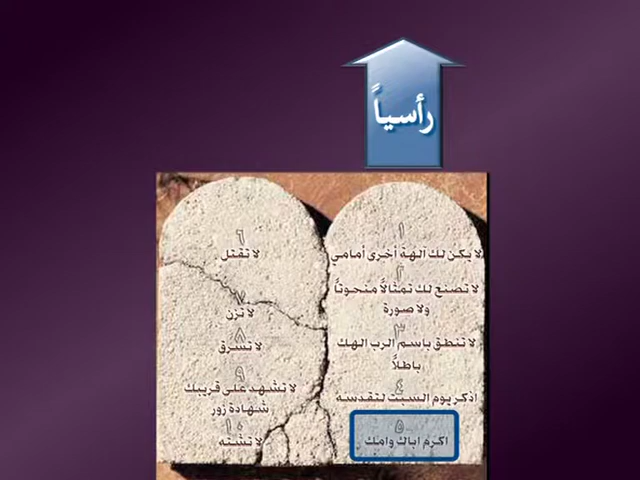 رأسياً
١
لا يكن لك آلهة أخرى أمامي
٢
لا تصنع لك تمثالاً منحوتاً
ولا صورة
٣
لا تنطق باسم الرب الهك
باطلاً
٤
اذكر يوم السبت لتقدسه
٥
اكرم اباك وامك
٦
لا تقتل
٧
لا تزن
٨
لا تسرق
٩
لا تشهد على قريبك
شهادة زور
١٠
لا تشته